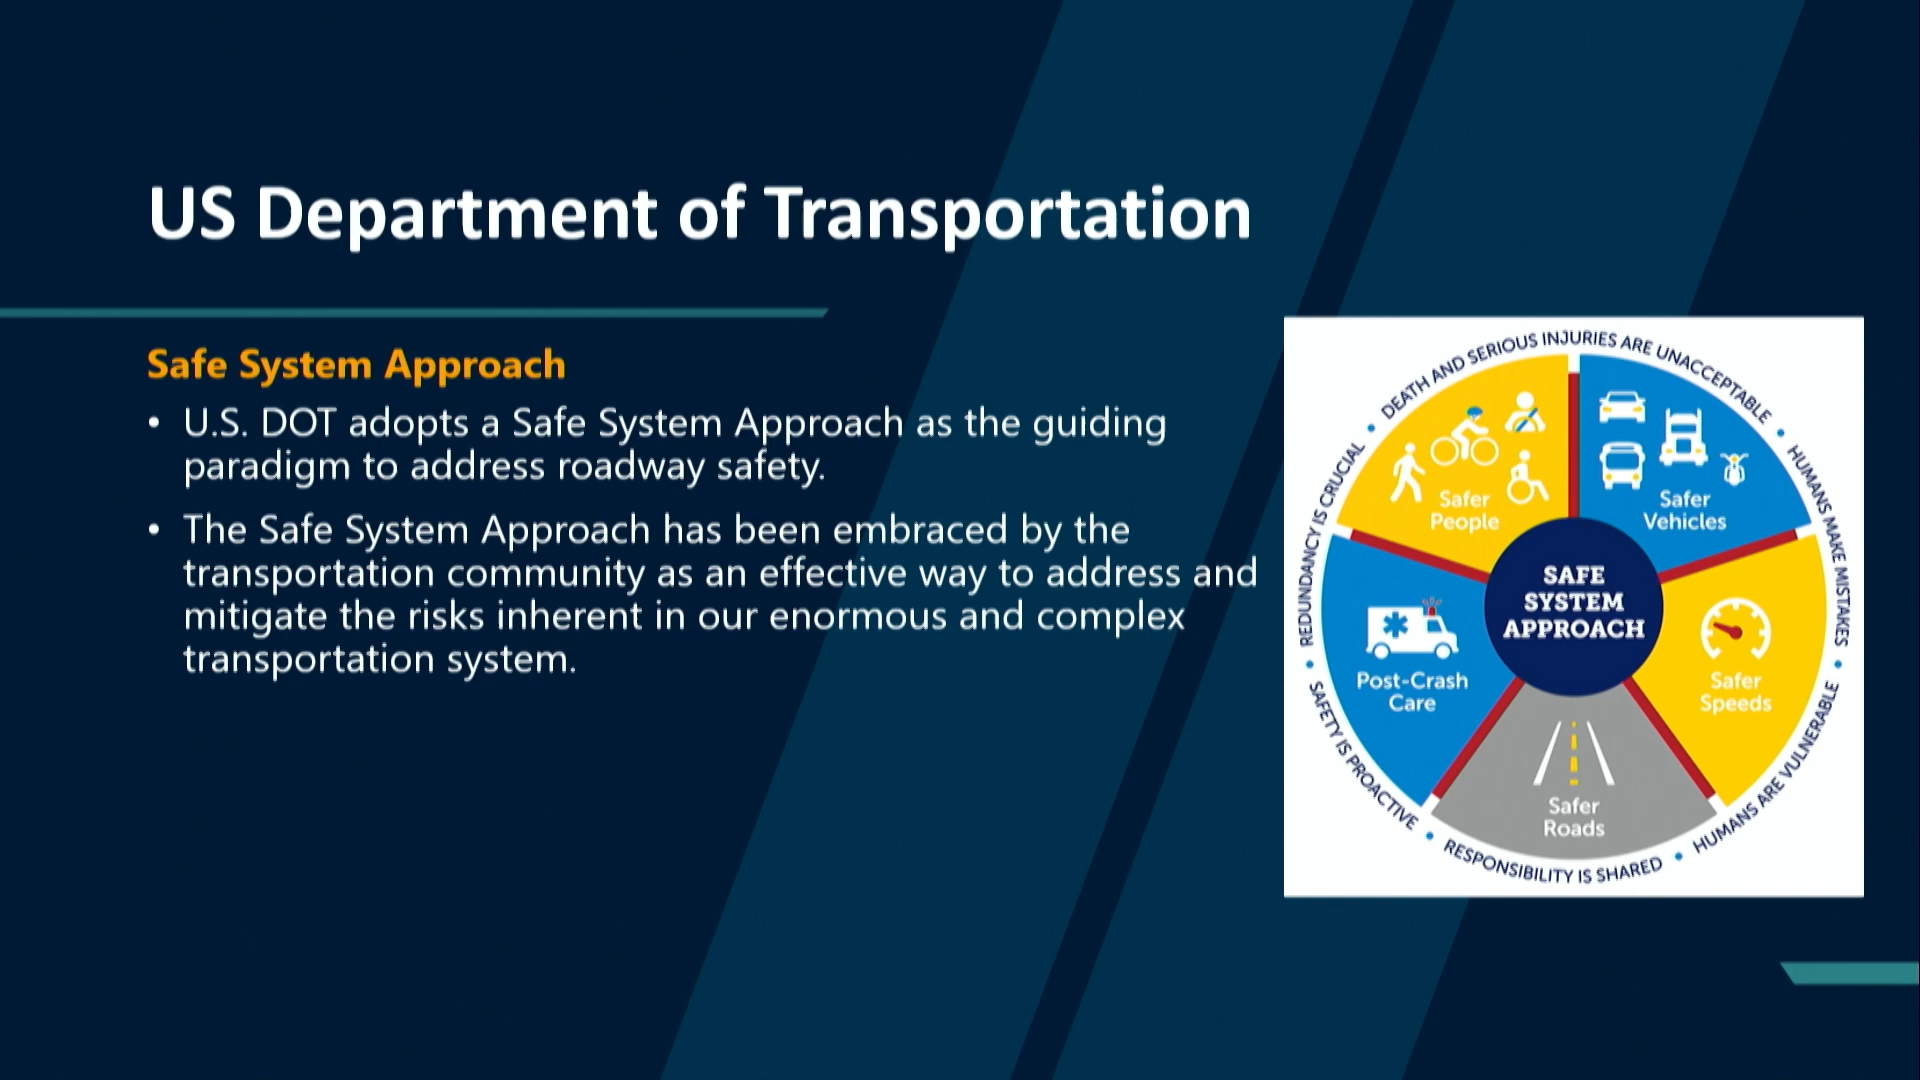 US Department of Transportation
Safe System Approach
• U.S. DOT adopts a Safe System Approach as the guiding
paradigm to address roadway safety.
• The Safe System Approach has been embraced by the
transportation community as an effective way to address and
mitigate the risks inherent in our enormous and complex
transportation system.
DEATH AND SERIOUS INJURIES ARE UNACCEPTABLE
HUMANS MAKE MISTAKES
HUMANS ARE VULNERABLE
RESPONSIBILITY IS SHARED
SAFETY IS PROACTIVE
REDUNDANCY IS CRUCIAL
Safer
People
Safer
Vehicles
SAFE
SYSTEM
APPROACH
Post-Crash
Care
Safer
Speeds
Safer
Roads